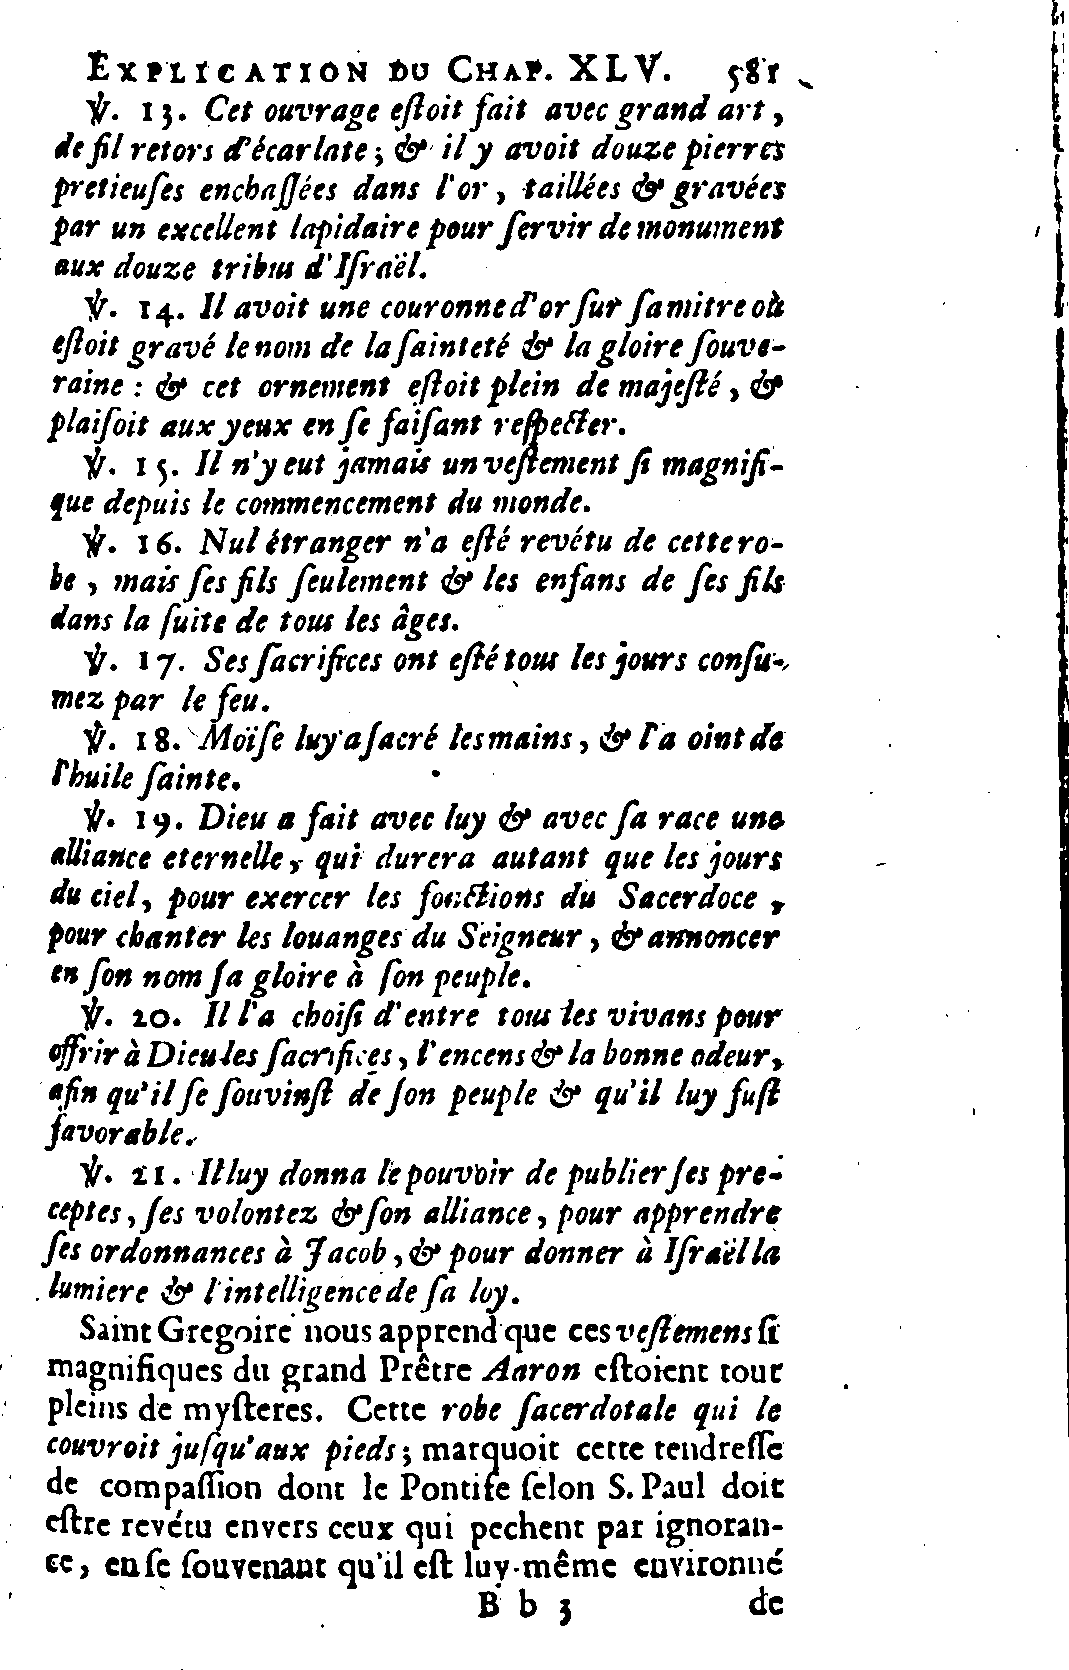 EXPLICATION DU CHAP. XLV. 581
℣. 13. Cet ouvrage eſtoit fait avec grand art,
de fil retors d'écarlate; & il y avoit douze pierres
pretieuſes enchaſſées dans l'or, taillées & gravées
par un excellent lapidaire pour ſervir de monument
aux douze tribus d'Iſraël.
℣. 14. Il avoit une couronne d'or ſur ſa mitre où
eſtoit gravé le nom de la ſainteté & la gloire ſouve-
raine : & cet ornement eſtoit plein de majeſté, &
plaiſoit aux yeux en ſe faiſant reſpecter.
℣. 15. Il n'y eut jamais un veſtement ſi magnifi-
que depuis le commencement du monde.
℣. 16. Nul étranger n'a eſté revétu de cette ro-
be, mais ſes fils ſeulement & les enfans de ſes fils
dans la ſuite de tous les âges.
℣. 17. Ses ſacrifices ont eſté tous les jours conſu-
mez par le feu.
℣. 18. Moïſe luy a ſacré les mains, & l'a oint de
l'huile ſainte.
℣. 19. Dieu a fait avec luy & avec ſa race une
alliance eternelle, qui durera autant que les jours
du ciel, pour exercer les fonctions du Sacerdoce,
pour chanter les louanges du Seigneur, & annoncer
en ſon nom ſa gloire à ſon peuple.
℣. 20. Il l'a choiſi d'entre tous les vivans pour
offrir à Dieu les ſacrifices, l'encens & la bonne odeur,
afin qu'il ſe ſouvinſt de ſon peuple & qu'il luy fuſt
favorable.
℣. 21. Il luy donna le pouvoir de publier ſes pre-
ceptes, ſes volontez & ſon alliance, pour apprendre
ſes ordonnances à Jacob, & pour donner à Iſraël la
lumiere & l'intelligence de ſa loy.
Saint Gregoire nous apprend que ces veſtemens ſi
magnifiques du grand Prêtre Aaron eſtoient tout
pleins de myſteres. Cette robe ſacerdotale qui le
couvroit juſqu'aux pieds; marquoit cette tendreſſe
de compaſſion dont le Pontife ſelon S. Paul doit
eſtre revétu envers ceux qui pechent par ignoran-
ce, en ſe ſouvenant qu'il eſt luy-même environné
B b 3 de